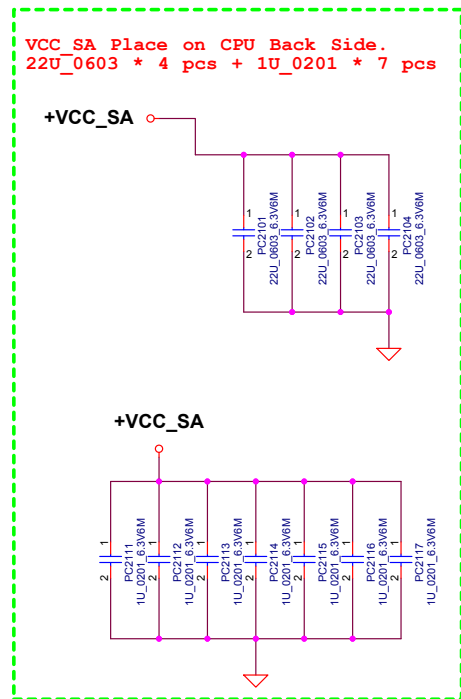 VCC_SA Place on CPU Back Side.
22U_0603 * 4 pcs + 1U_0201 * 7 pcs
+VCC_SA
1
2
PC2101
22U_0603_6.3V6M
1
2
PC2102
22U_0603_6.3V6M
1
2
PC2103
22U_0603_6.3V6M
1
2
PC2104
22U_0603_6.3V6M
+VCC_SA
1
2
PC2111
1U_0201_6.3V6M
1
2
PC2112
1U_0201_6.3V6M
1
2
PC2113
1U_0201_6.3V6M
1
2
PC2114
1U_0201_6.3V6M
1
2
PC2115
1U_0201_6.3V6M
1
2
PC2116
1U_0201_6.3V6M
1
2
PC2117
1U_0201_6.3V6M